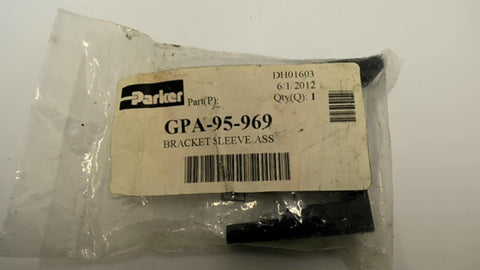 Parker
Part(P):
DH01603
6/1/2012
Qty(Q): 1
GPA-95-969
BRACKET SLEEVE ASS